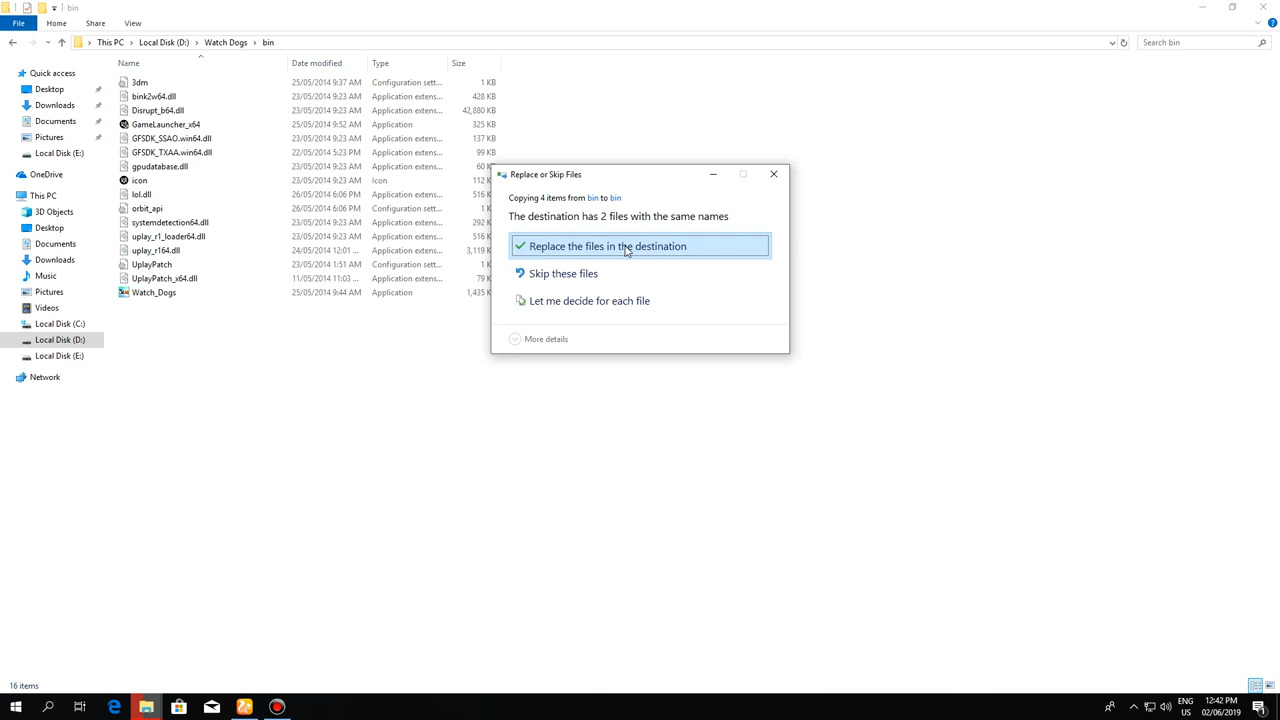 bin
File Home Share View
This PC Local Disk (D:) Watch Dogs bin Search bin
Name Date modified Type Size
Quick access
Desktop
Downloads
Documents
Pictures
Local Disk (E:)
OneDrive
This PC
3D Objects
Desktop
Documents
Downloads
Music
Pictures
Videos
Local Disk (C:)
Local Disk (D:)
Local Disk (E:)
Network
3dm 25/05/2014 9:37 AM Configuration sett... 1 KB
bink2w64.dll 23/05/2014 9:23 AM Application extens... 428 KB
Disrupt_b64.dll 23/05/2014 9:23 AM Application extens... 42,880 KB
GameLauncher_x64 25/05/2014 9:52 AM Application 325 KB
GFSDK_SSAO.win64.dll 23/05/2014 9:23 AM Application extens... 137 KB
GFSDK_TXAA.win64.dll 22/05/2014 5:23 PM Application extens... 99 KB
gpudatabase.dll 23/05/2014 9:23 AM Application extens... 60
icon 23/05/2014 9:23 AM Icon 112
lol.dll 26/05/2014 6:06 PM Application extens... 516
orbit_api 26/05/2014 6:06 PM Configuration sett... 1
systemdetection64.dll 23/05/2014 9:23 AM Application extens... 292
uplay_r1_loader64.dll 23/05/2014 9:23 AM Application extens... 516
uplay_r164.dll 24/05/2014 12:01 ... Application extens... 3,119
UplayPatch 23/05/2014 1:51 AM Configuration sett... 1
UplayPatch_x64.dll 11/05/2014 11:03 ... Application extens... 79
Watch_Dogs 25/05/2014 9:44 AM Application 1,435
Replace or Skip Files
Copying 4 items from bin to bin
The destination has 2 files with the same names
Replace the files in the destination
Skip these files
Let me decide for each file
More details
16 items
ENG
US
12:42 PM
02/06/2019
1